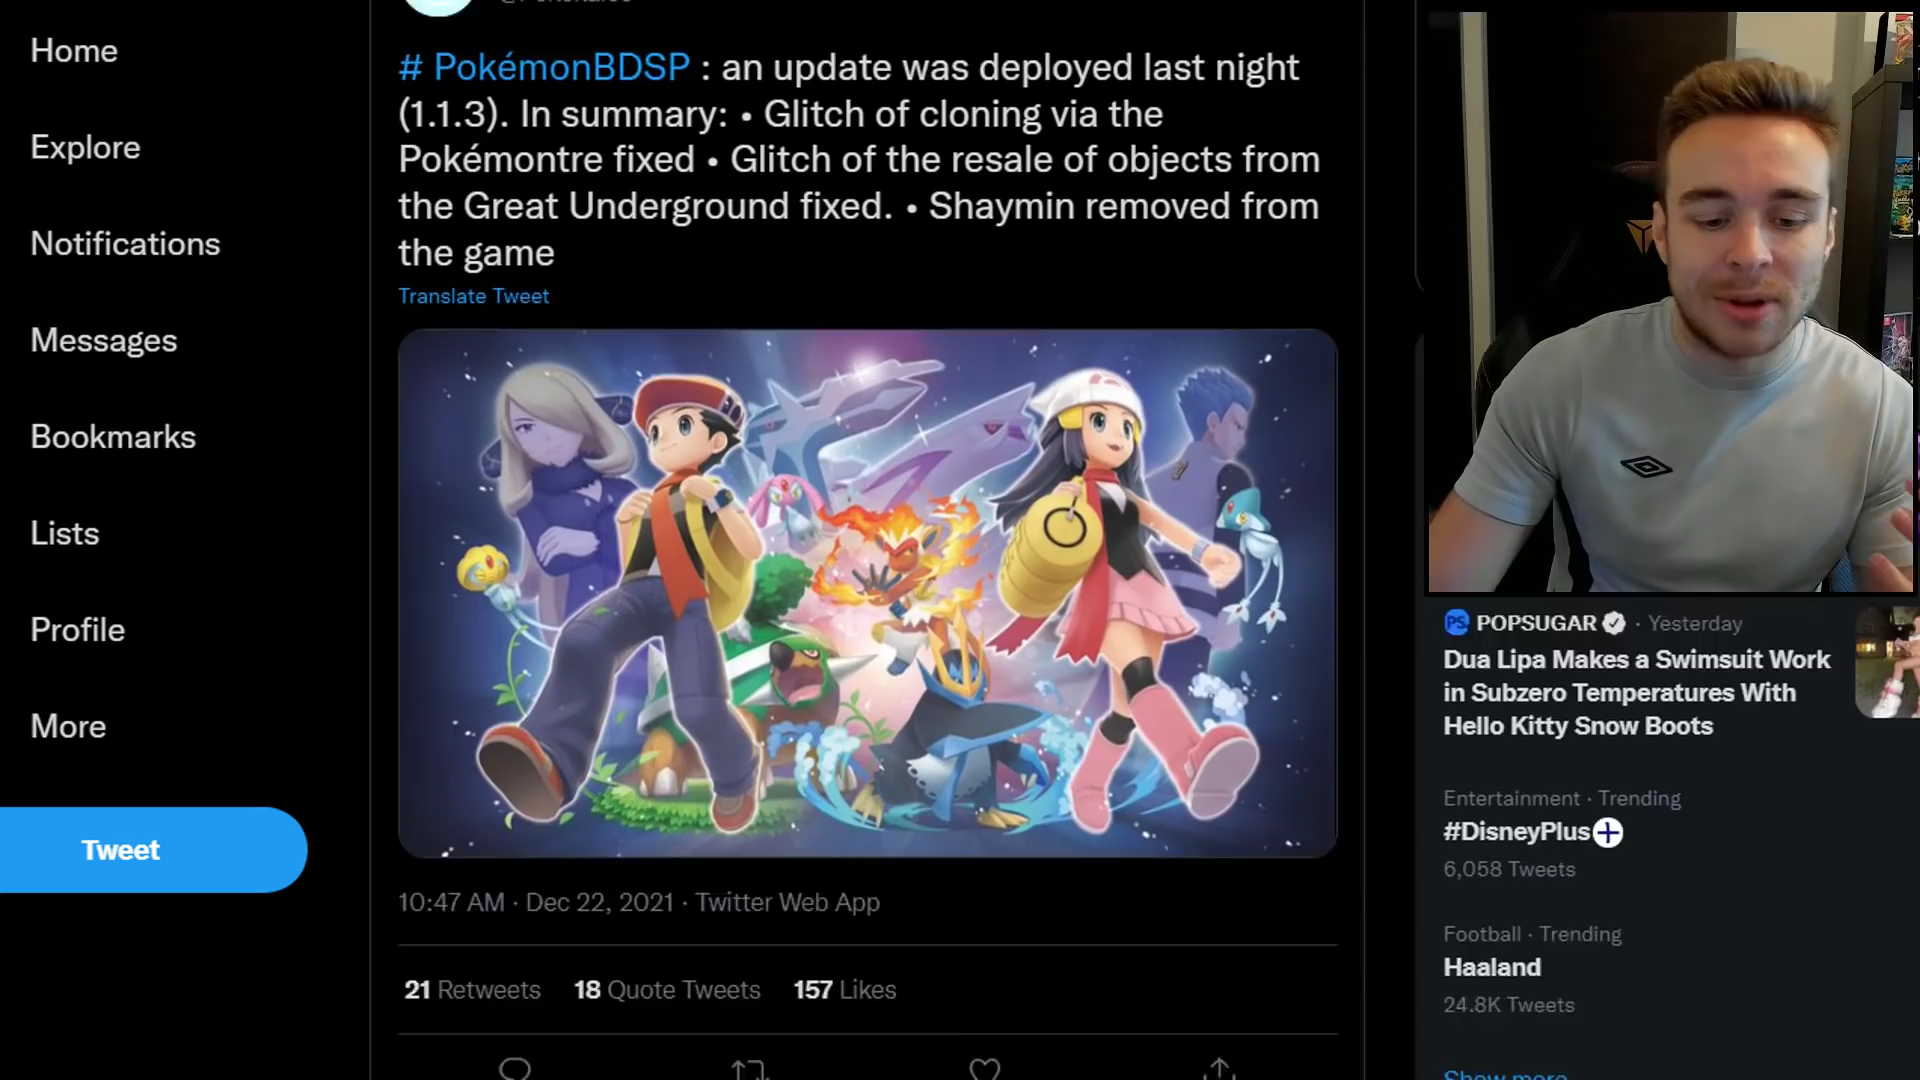 Home
Explore
Notifications
Messages
Bookmarks
Lists
Profile
More
Tweet
# PokémonBDSP : an update was deployed last night
(1.1.3). In summary: • Glitch of cloning via the
Pokémontre fixed • Glitch of the resale of objects from
the Great Underground fixed. • Shaymin removed from
the game
Translate Tweet
10:47 AM · Dec 22, 2021 · Twitter Web App
21 Retweets 18 Quote Tweets 157 Likes
PS POPSUGAR · Yesterday
Dua Lipa Makes a Swimsuit Work
in Subzero Temperatures With
Hello Kitty Snow Boots
Entertainment · Trending
#DisneyPlus
6,058 Tweets
Football · Trending
Haaland
24.8K Tweets
Show more